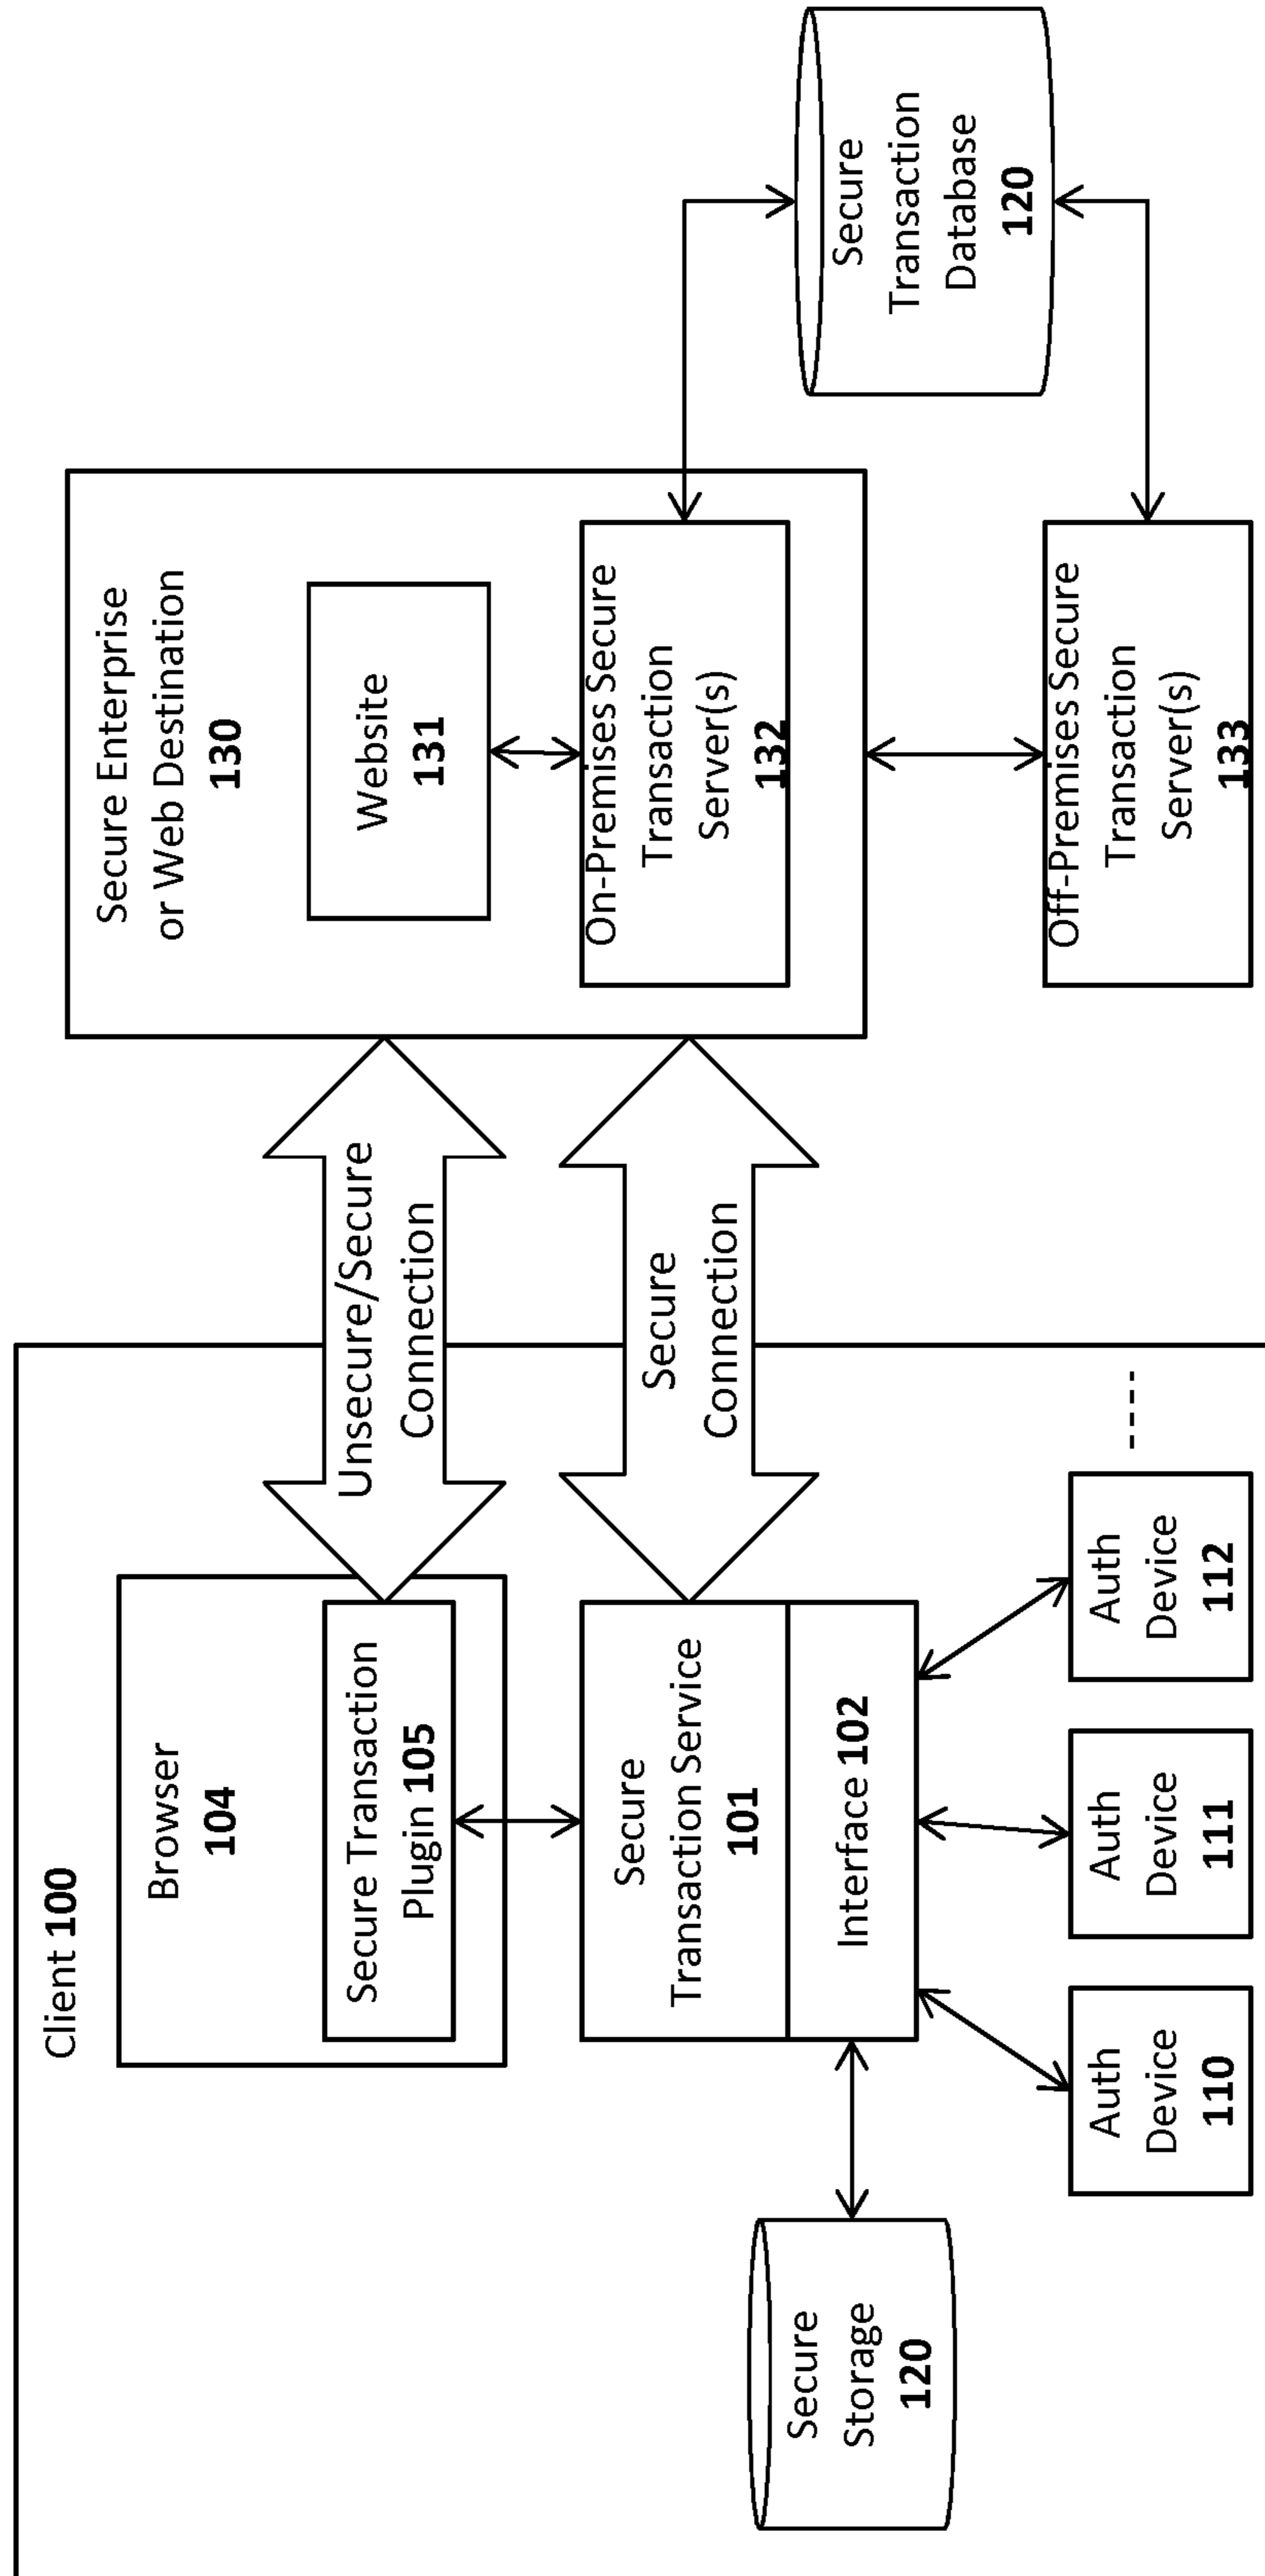 Client 100
Browser
104
Secure Transaction
Plugin 105
Secure
Transaction Service
101
Interface 102
Secure
Storage
120
Auth
Device
110
Auth
Device
111
Auth
Device
112
Unsecure/Secure
Connection
Secure
Connection
Secure Enterprise
or Web Destination
130
Website
131
On-Premises Secure
Transaction
Server(s)
132
Off-Premises Secure
Transaction
Server(s)
133
Secure
Transaction
Database
120